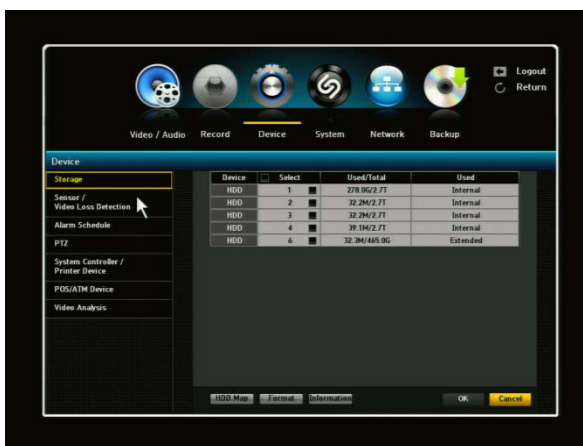 Logout
Return
Video / Audio Record Device System Network Backup
Device
Storage
Sensor /
Video Loss Detection
Alarm Schedule
PTZ
System Controller /
Printer Device
POS/ATM Device
Video Analysis
Device Select Used/Total Used
HDD 1 278.0G/2.7T Internal
HDD 2 32.2M/2.7T Internal
HDD 3 32.2M/2.7T Internal
HDD 4 39.1M/2.7T Internal
HDD 6 32.3M/465.0G Extended
HDD Map Format Information OK Cancel